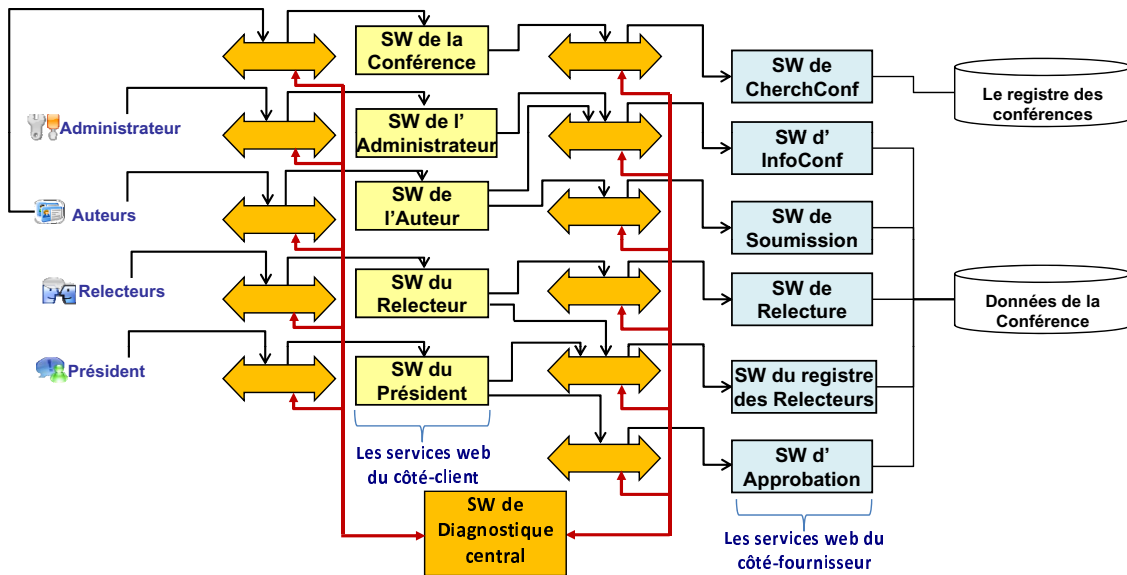 SW de la
Conférence
SW de
CherchConf
Le registre des
conférences
Administrateur
SW de l'
Administrateur
SW d'
InfoConf
Auteurs
SW de
l'Auteur
SW de
Soumission
Relecteurs
SW du
Relecteur
SW de
Relecture
Données de la
Conférence
Président
SW du
Président
SW du registre
des Relecteurs
Les services web
du côté-client
SW d'
Approbation
SW de
Diagnostique
central
Les services web du
côté-fournisseur